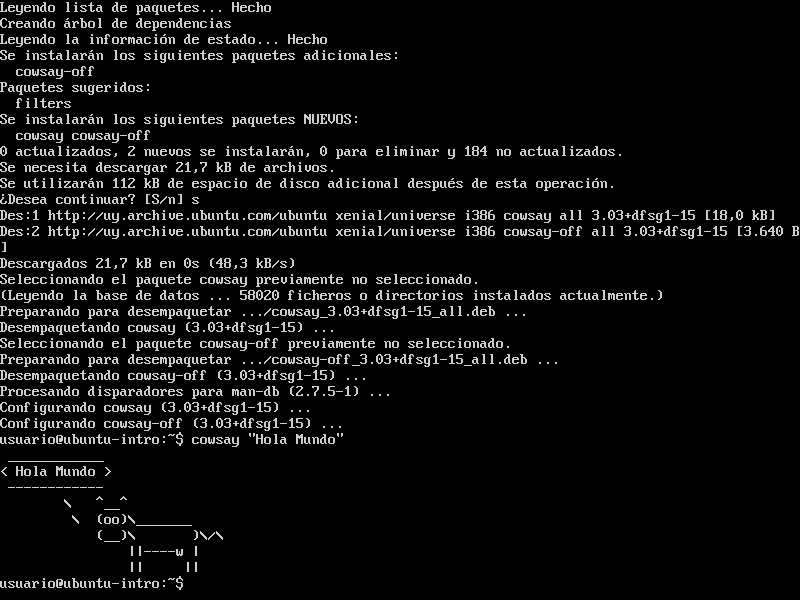 Leyendo lista de paquetes... Hecho
Creando árbol de dependencias
Leyendo la información de estado... Hecho
Se instalarán los siguientes paquetes adicionales:
  cowsay-off
Paquetes sugeridos:
  filters
Se instalarán los siguientes paquetes NUEVOS:
  cowsay cowsay-off
0 actualizados, 2 nuevos se instalarán, 0 para eliminar y 184 no actualizados.
Se necesita descargar 21,7 kB de archivos.
Se utilizarán 112 kB de espacio de disco adicional después de esta operación.
¿Desea continuar? [S/n] s
Des:1 http://uy.archive.ubuntu.com/ubuntu xenial/universe i386 cowsay all 3.03+dfsg1-15 [18,0 kB]
Des:2 http://uy.archive.ubuntu.com/ubuntu xenial/universe i386 cowsay-off all 3.03+dfsg1-15 [3.640 B
]
Descargados 21,7 kB en 0s (48,3 kB/s)
Seleccionando el paquete cowsay previamente no seleccionado.
(Leyendo la base de datos ... 58020 ficheros o directorios instalados actualmente.)
Preparando para desempaquetar .../cowsay_3.03+dfsg1-15_all.deb ...
Desempaquetando cowsay (3.03+dfsg1-15) ...
Seleccionando el paquete cowsay-off previamente no seleccionado.
Preparando para desempaquetar .../cowsay-off_3.03+dfsg1-15_all.deb ...
Desempaquetando cowsay-off (3.03+dfsg1-15) ...
Procesando disparadores para man-db (2.7.5-1) ...
Configurando cowsay (3.03+dfsg1-15) ...
Configurando cowsay-off (3.03+dfsg1-15) ...
usuario@ubuntu-intro:~$ cowsay "Hola Mundo"
 ____________
< Hola Mundo >
 ------------
        \   ^__^
         \  (oo)\_______
            (__)\       )\/\
                ||----w |
                ||     ||
usuario@ubuntu-intro:~$